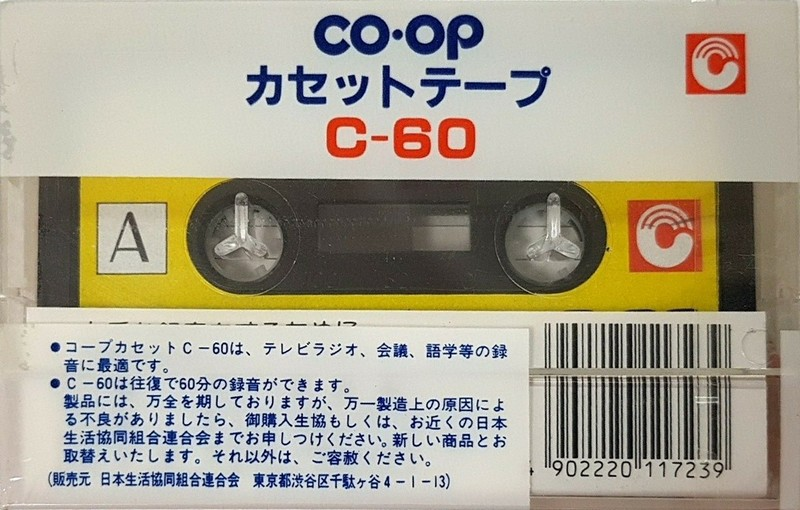 CO·OP
カセットテープ
C-60
A
●コープカセットC-60は、テレビラジオ、会議、語学等の録
音に最適です。
●C-60は往復で60分の録音ができます。
製品には、万全を期しておりますが、万一製造上の原因によ
る不良がありましたら、御購入生協もしくは、お近くの日本
生活協同組合連合会までお申しつけください。新しい商品とお
取替えいたします。それ以外は、ご容赦ください。
(販売元 日本生活協同組合連合会 東京都渋谷区千駄ヶ谷4-1-13)
4 902220 117239